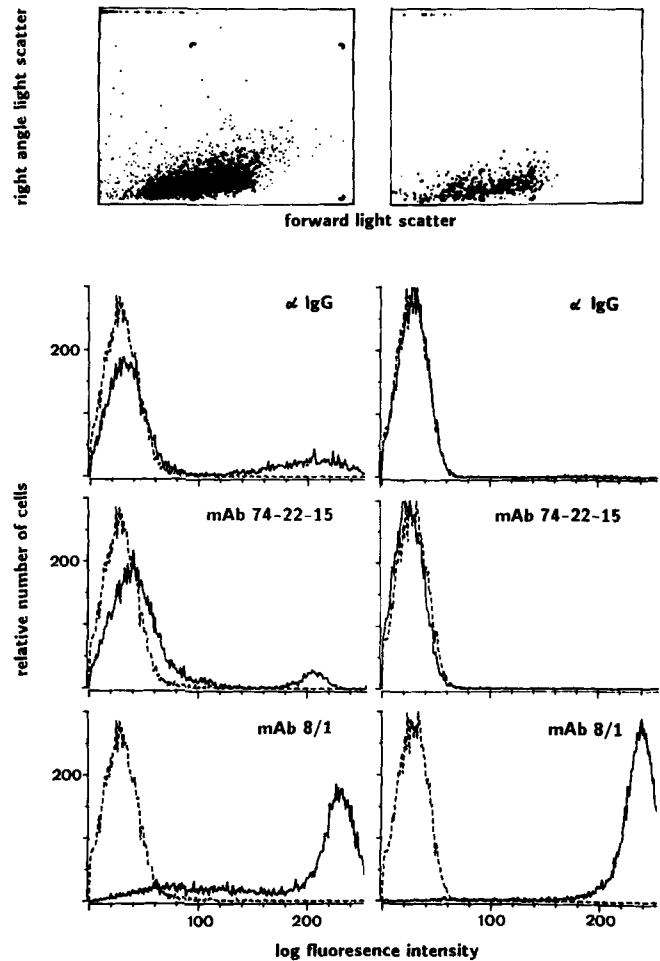 right angle light scatter
forward light scatter
α IgG
α IgG
200
mAb 74-22-15
mAb 74-22-15
200
relative number of cells
mAb 8/1
mAb 8/1
200
100
200
100
200
log fluoresence intensity